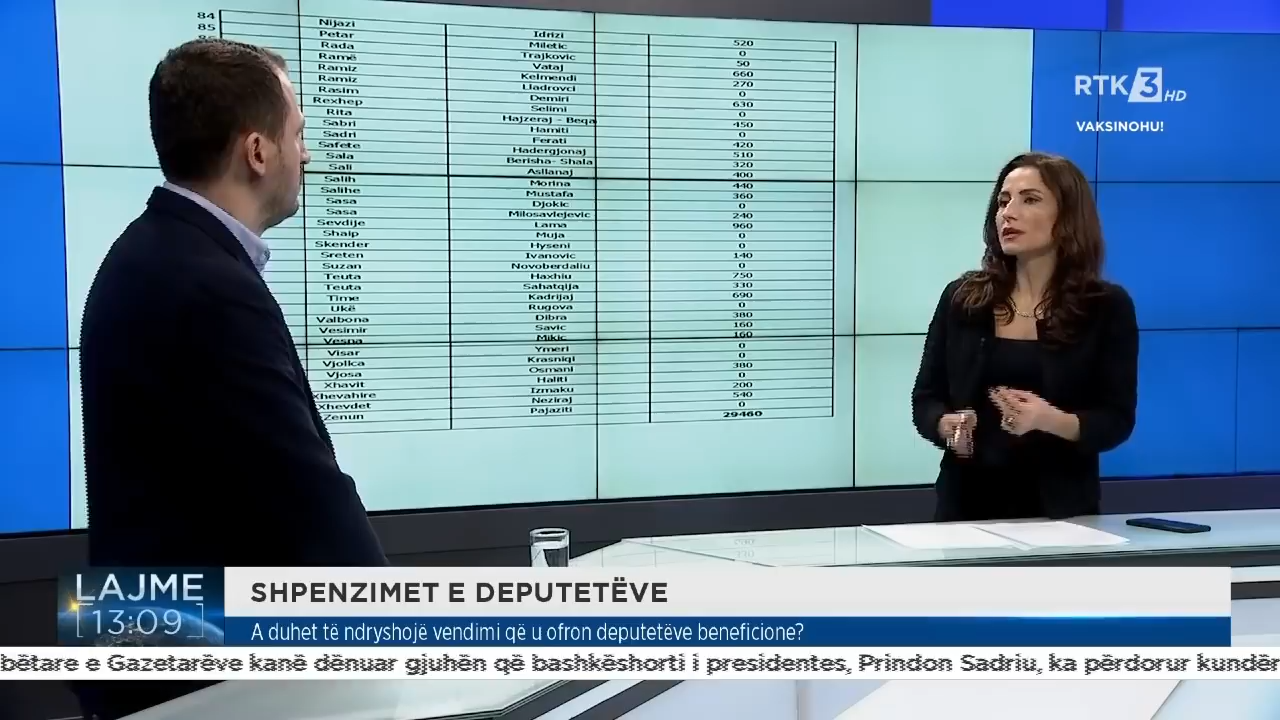 84
85
Nijazi
Petar Idrizi 520
Rada Miletic 0
Ramë Trajkovic 50
Ramiz Vataj 660
Ramiz Kelmendi 270
Rasim Lladrovci 0
Rexhep Demiri 630
Rita Selimi 0
Sabri Hajzeraj - Beqa 450
Sadri Hamiti 0
Safete Ferati 420
Sala Hadergjonaj 510
Sali Berisha- Shala 320
Salih Asllanaj 400
Salihe Morina 440
Sasa Mustafa 360
Sasa Djokic 0
Sevdije Milosavlejevic 240
Shaip Lama 960
Skender Muja 0
Sreten Hyseni 0
Suzan Ivanovic 140
Teuta Novoberdaliu 0
Teuta Haxhiu 750
Time Sahatqija 330
Ukë Kadrijaj 690
Valbona Rugova 0
Vesimir Dibra 380
Vesna Savic 160
Visar Mikic 160
Vjollca Ymeri 0
Vjosa Krasniqi 0
Xhavit Osmani 380
Xhevahire Haliti 0
Xhevdet Izmaku 200
Zenun Neziraj 540
Pajaziti 0
29460
RTK 3 HD
VAKSINOHU!
LAJME
13:09
SHPENZIMET E DEPUTETËVE
A duhet të ndryshojë vendimi që u ofron deputetëve beneficione?
bëtare e Gazetarëve kanë dënuar gjuhën që bashkëshorti i presidentes, Prindon Sadriu, ka përdorur kundër